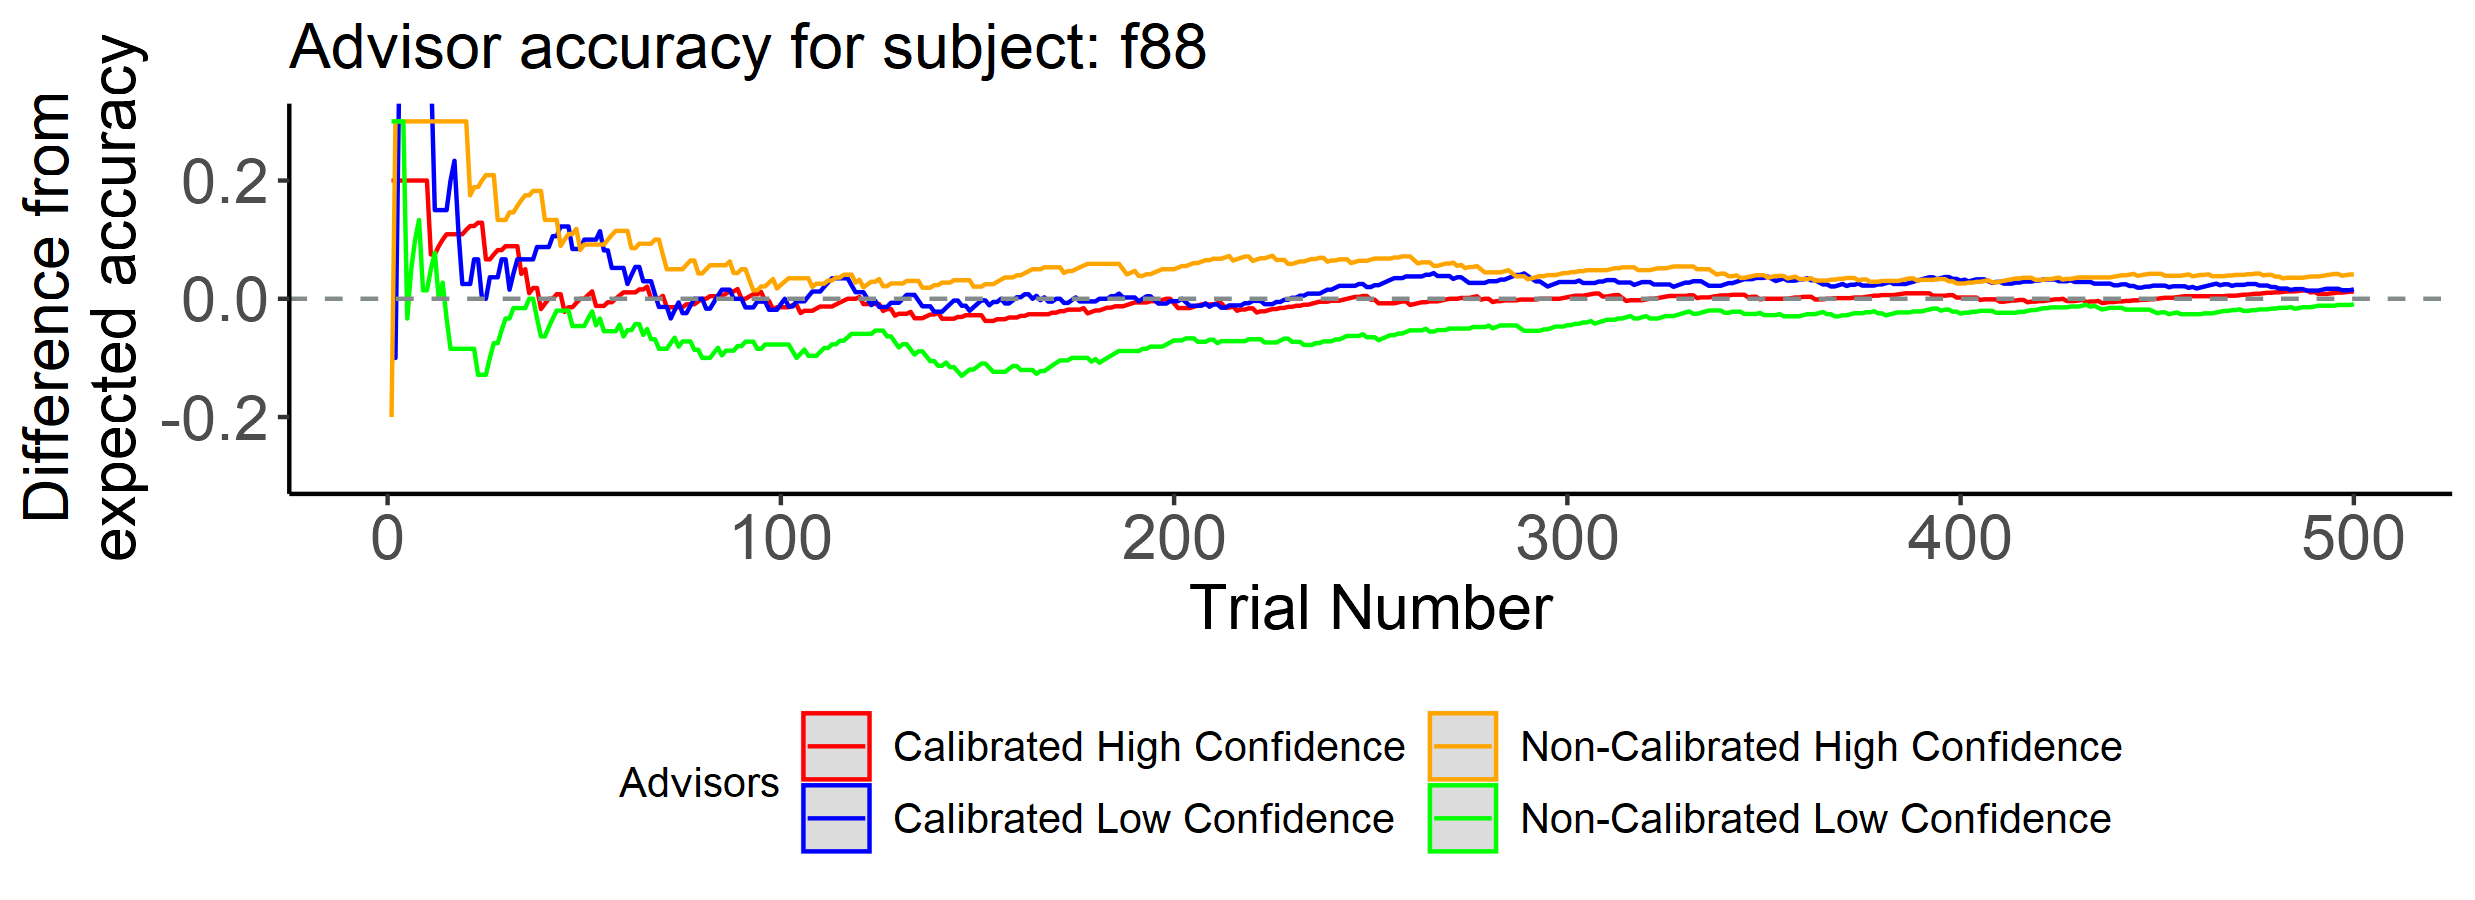 Advisor accuracy for subject: f88
Difference from
expected accuracy
0.2
0.0
-0.2
0 100 200 300 400 500
Trial Number
Advisors
Calibrated High Confidence
Non-Calibrated High Confidence
Calibrated Low Confidence
Non-Calibrated Low Confidence